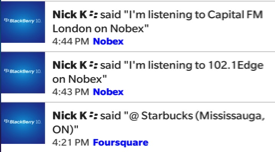 BlackBerry 10
Nick K said "I'm listening to Capital FM
London on Nobex"
4:44 PM Nobex
BlackBerry 10
Nick K said "I'm listening to 102.1Edge
on Nobex"
4:43 PM Nobex
BlackBerry 10
Nick K said "@ Starbucks (Mississauga,
ON)"
4:21 PM Foursquare